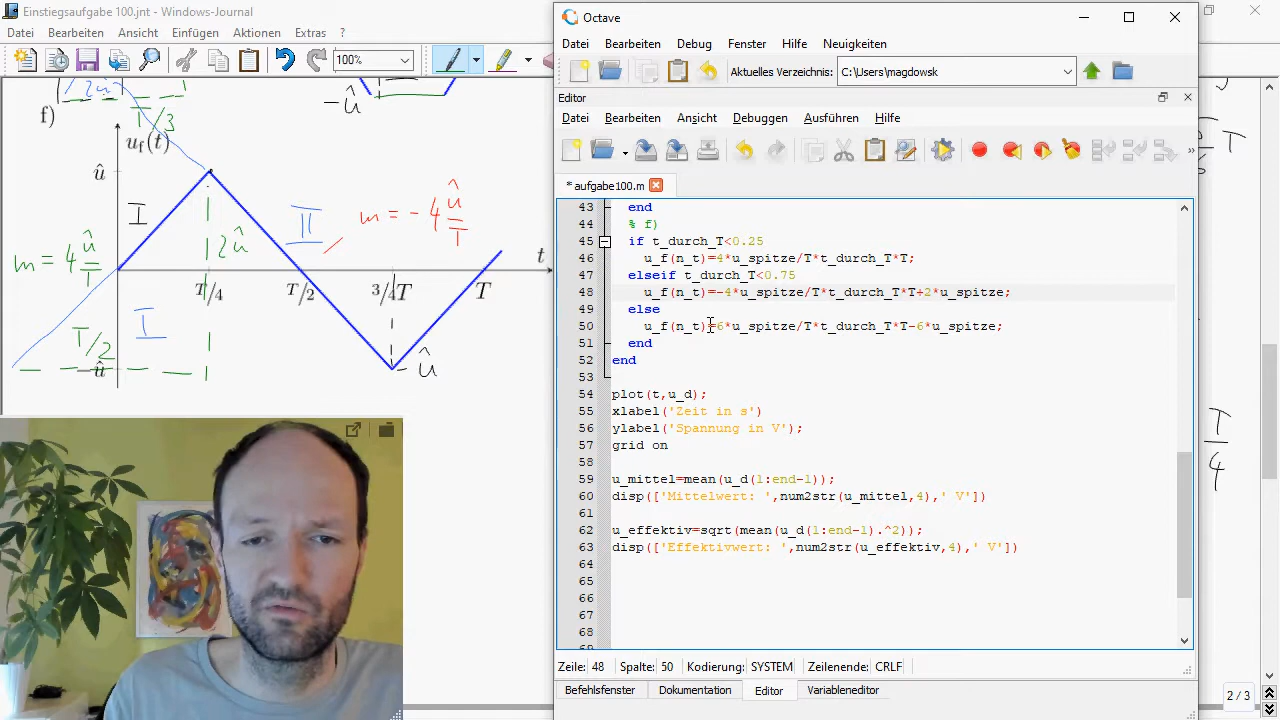 Einstiegsaufgabe 100.jnt - Windows-Journal
Datei Bearbeiten Ansicht Einfügen Aktionen Extras ?
100%
2û
T/3
-û
f)
u_f(t)
û
I
II
m = -4 û/T
2û
m = 4 û/T
t
T/4
T/2
3/4T
T
I
T/2
-û
-û
Octave
Datei Bearbeiten Debug Fenster Hilfe Neuigkeiten
Aktuelles Verzeichnis: C:\Users\magdowsk
Editor
Datei Bearbeiten Ansicht Debuggen Ausführen Hilfe
* aufgabe100.m
43 end
44 % f)
45 if t_durch_T<0.25
46 u_f(n_t)=4*u_spitze/T*t_durch_T*T;
47 elseif t_durch_T<0.75
48 u_f(n_t)=-4*u_spitze/T*t_durch_T*T+2*u_spitze;
49 else
50 u_f(n_t)=6*u_spitze/T*t_durch_T*T-6*u_spitze;
51 end
52 end
53
54 plot(t,u_d);
55 xlabel('Zeit in s')
56 ylabel('Spannung in V');
57 grid on
58
59 u_mittel=mean(u_d(1:end-1));
60 disp(['Mittelwert: ',num2str(u_mittel,4),' V'])
61
62 u_effektiv=sqrt(mean(u_d(1:end-1).^2));
63 disp(['Effektivwert: ',num2str(u_effektiv,4),' V'])
64
65
66
67
68
Zeile: 48 Spalte: 50 Kodierung: SYSTEM Zeilenende: CRLF
Befehlsfenster Dokumentation Editor Variableneditor
T
T/4
2 / 3